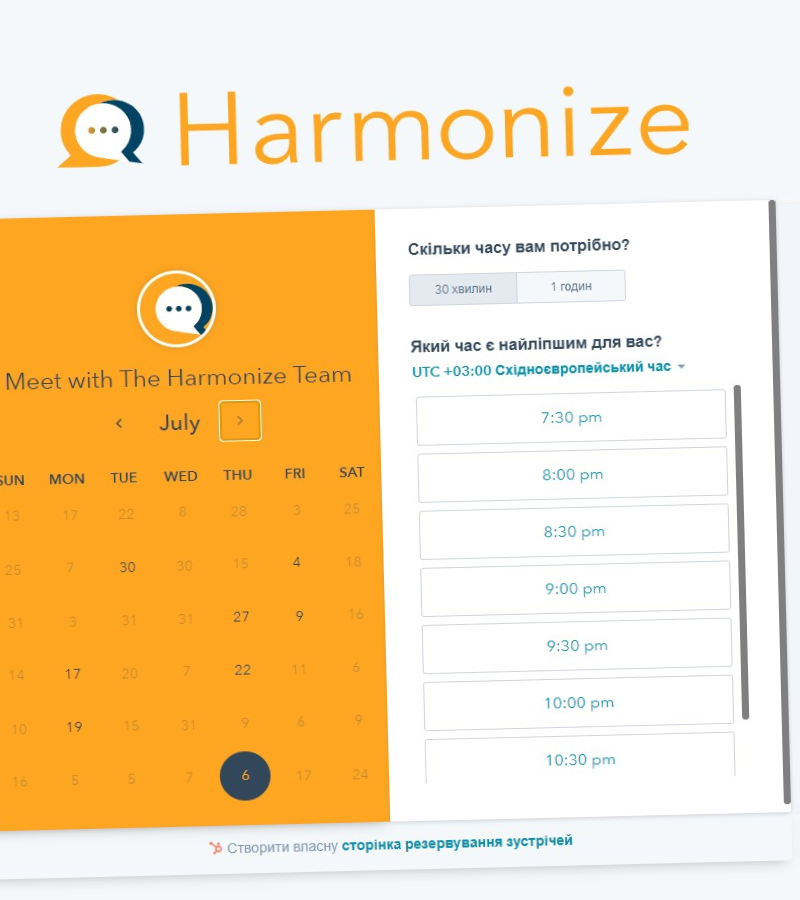 Harmonize
Meet with The Harmonize Team
July
SUN MON TUE WED THU FRI SAT
13 17 22 8 28 3 25
25 7 30 30 15 4 18
31 3 31 31 27 9 16
14 17 20 7 22 11 6
10 19 15 31 9 6 9
16 5 5 7 6 17 24
Скільки часу вам потрібно?
30 хвилин 1 годин
Який час є найліпшим для вас?
UTC +03:00 Східноєвропейський час
7:30 pm
8:00 pm
8:30 pm
9:00 pm
9:30 pm
10:00 pm
10:30 pm
Створити власну сторінка резервування зустрічей